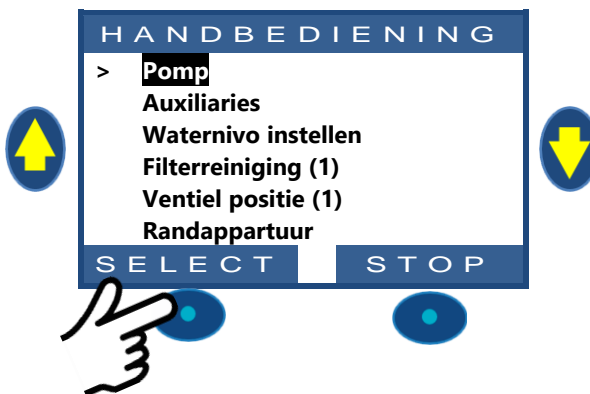 HANDBEDIENING
> Pomp
Auxiliaries
Waternivo instellen
Filterreiniging (1)
Ventiel positie (1)
Randappartuur
SELECT STOP